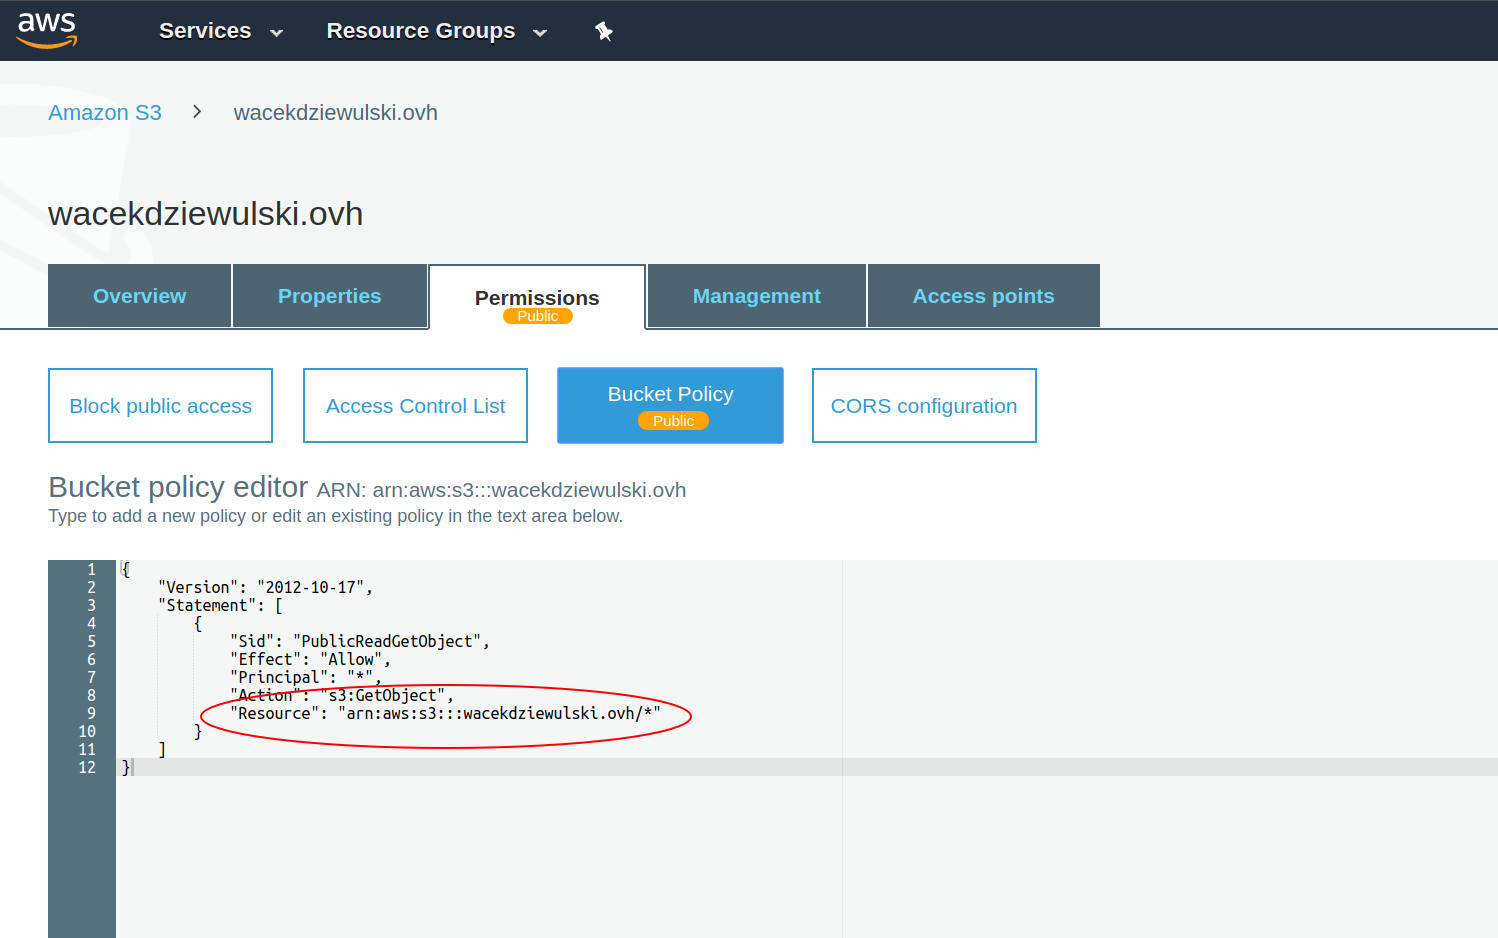 aws Services Resource Groups
Amazon S3 > wacekdziewulski.ovh
wacekdziewulski.ovh
Overview Properties Permissions Management Access points
Public
Block public access Access Control List Bucket Policy CORS configuration
Public
Bucket policy editor ARN: arn:aws:s3:::wacekdziewulski.ovh
Type to add a new policy or edit an existing policy in the text area below.
1 {
2 "Version": "2012-10-17",
3 "Statement": [
4 {
5 "Sid": "PublicReadGetObject",
6 "Effect": "Allow",
7 "Principal": "*",
8 "Action": "s3:GetObject",
9 "Resource": "arn:aws:s3:::wacekdziewulski.ovh/*"
10 }
11 ]
12 }